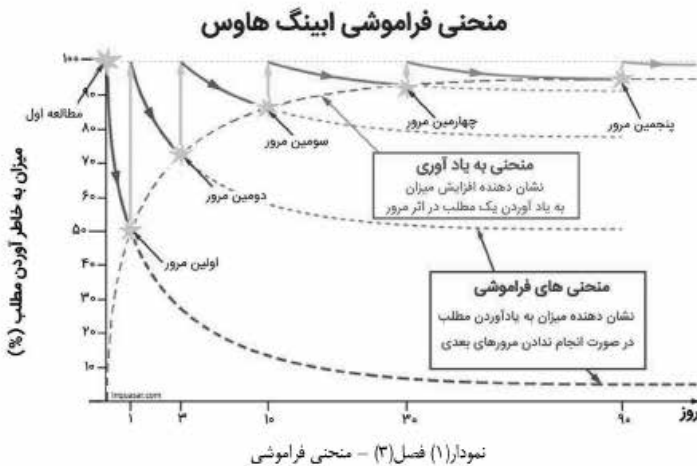 منحنی فراموشی ابینگ هاوس
۱۰۰
۹۰
۸۰
۷۰
۶۰
۵۰
۴۰
۳۰
۲۰
۱۰
میزان به خاطر آوردن مطلب (%)
مطالعه اول
اولین مرور
دومین مرور
سومین مرور
چهارمین مرور
پنجمین مرور
منحنی به یاد آوری
نشان دهنده افزایش میزان
به یاد آوردن یک مطلب در اثر مرور
منحنی های فراموشی
نشان دهنده میزان به یادآوردن مطلب
در صورت انجام ندادن مرورهای بعدی
۱
۳
۱۰
۳۰
۹۰
روز
نمودار(۱) فصل(۳) – منحنی فراموشی